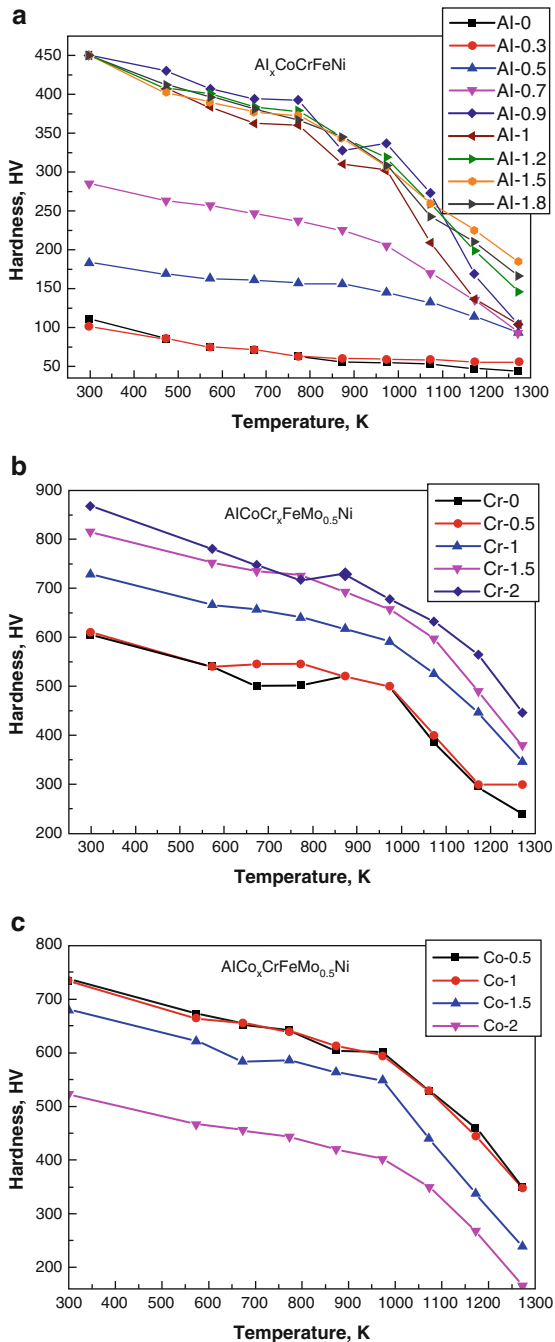 a
Al-0
Al-0.3
Al-0.5
Al-0.7
Al-0.9
Al-1
Al-1.2
Al-1.5
Al-1.8
AlₓCoCrFeNi
450
400
350
300
250
200
150
100
50
Hardness, HV
300 400 500 600 700 800 900 1000 1100 1200 1300
Temperature, K
b
Cr-0
Cr-0.5
Cr-1
Cr-1.5
Cr-2
AlCoCrₓFeMo₀.₅Ni
900
800
700
600
500
400
300
200
Hardness, HV
300 400 500 600 700 800 900 1000 1100 1200 1300
Temperature, K
c
Co-0.5
Co-1
Co-1.5
Co-2
AlCoₓCrFeMo₀.₅Ni
800
700
600
500
400
300
200
Hardness, HV
300 400 500 600 700 800 900 1000 1100 1200 1300
Temperature, K